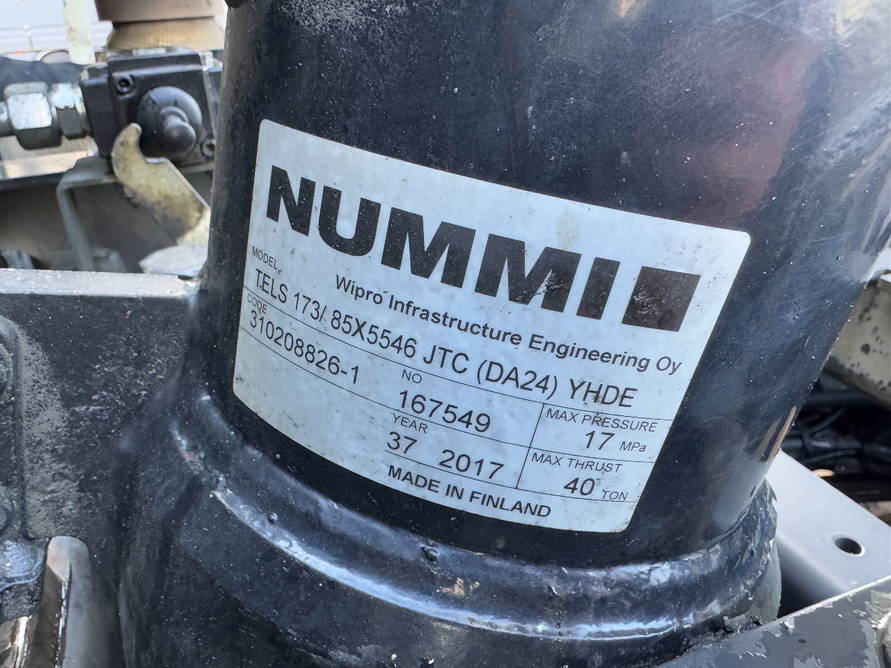 NUMMI
Wipro Infrastructure Engineering Oy
MODEL
TELS 173/ 85X5546 JTC (DA24) YHDE
CODE
310208826-1
NO
167549
MAX PRESSURE
17 MPa
YEAR
37 2017
MAX THRUST
40 TON
MADE IN FINLAND